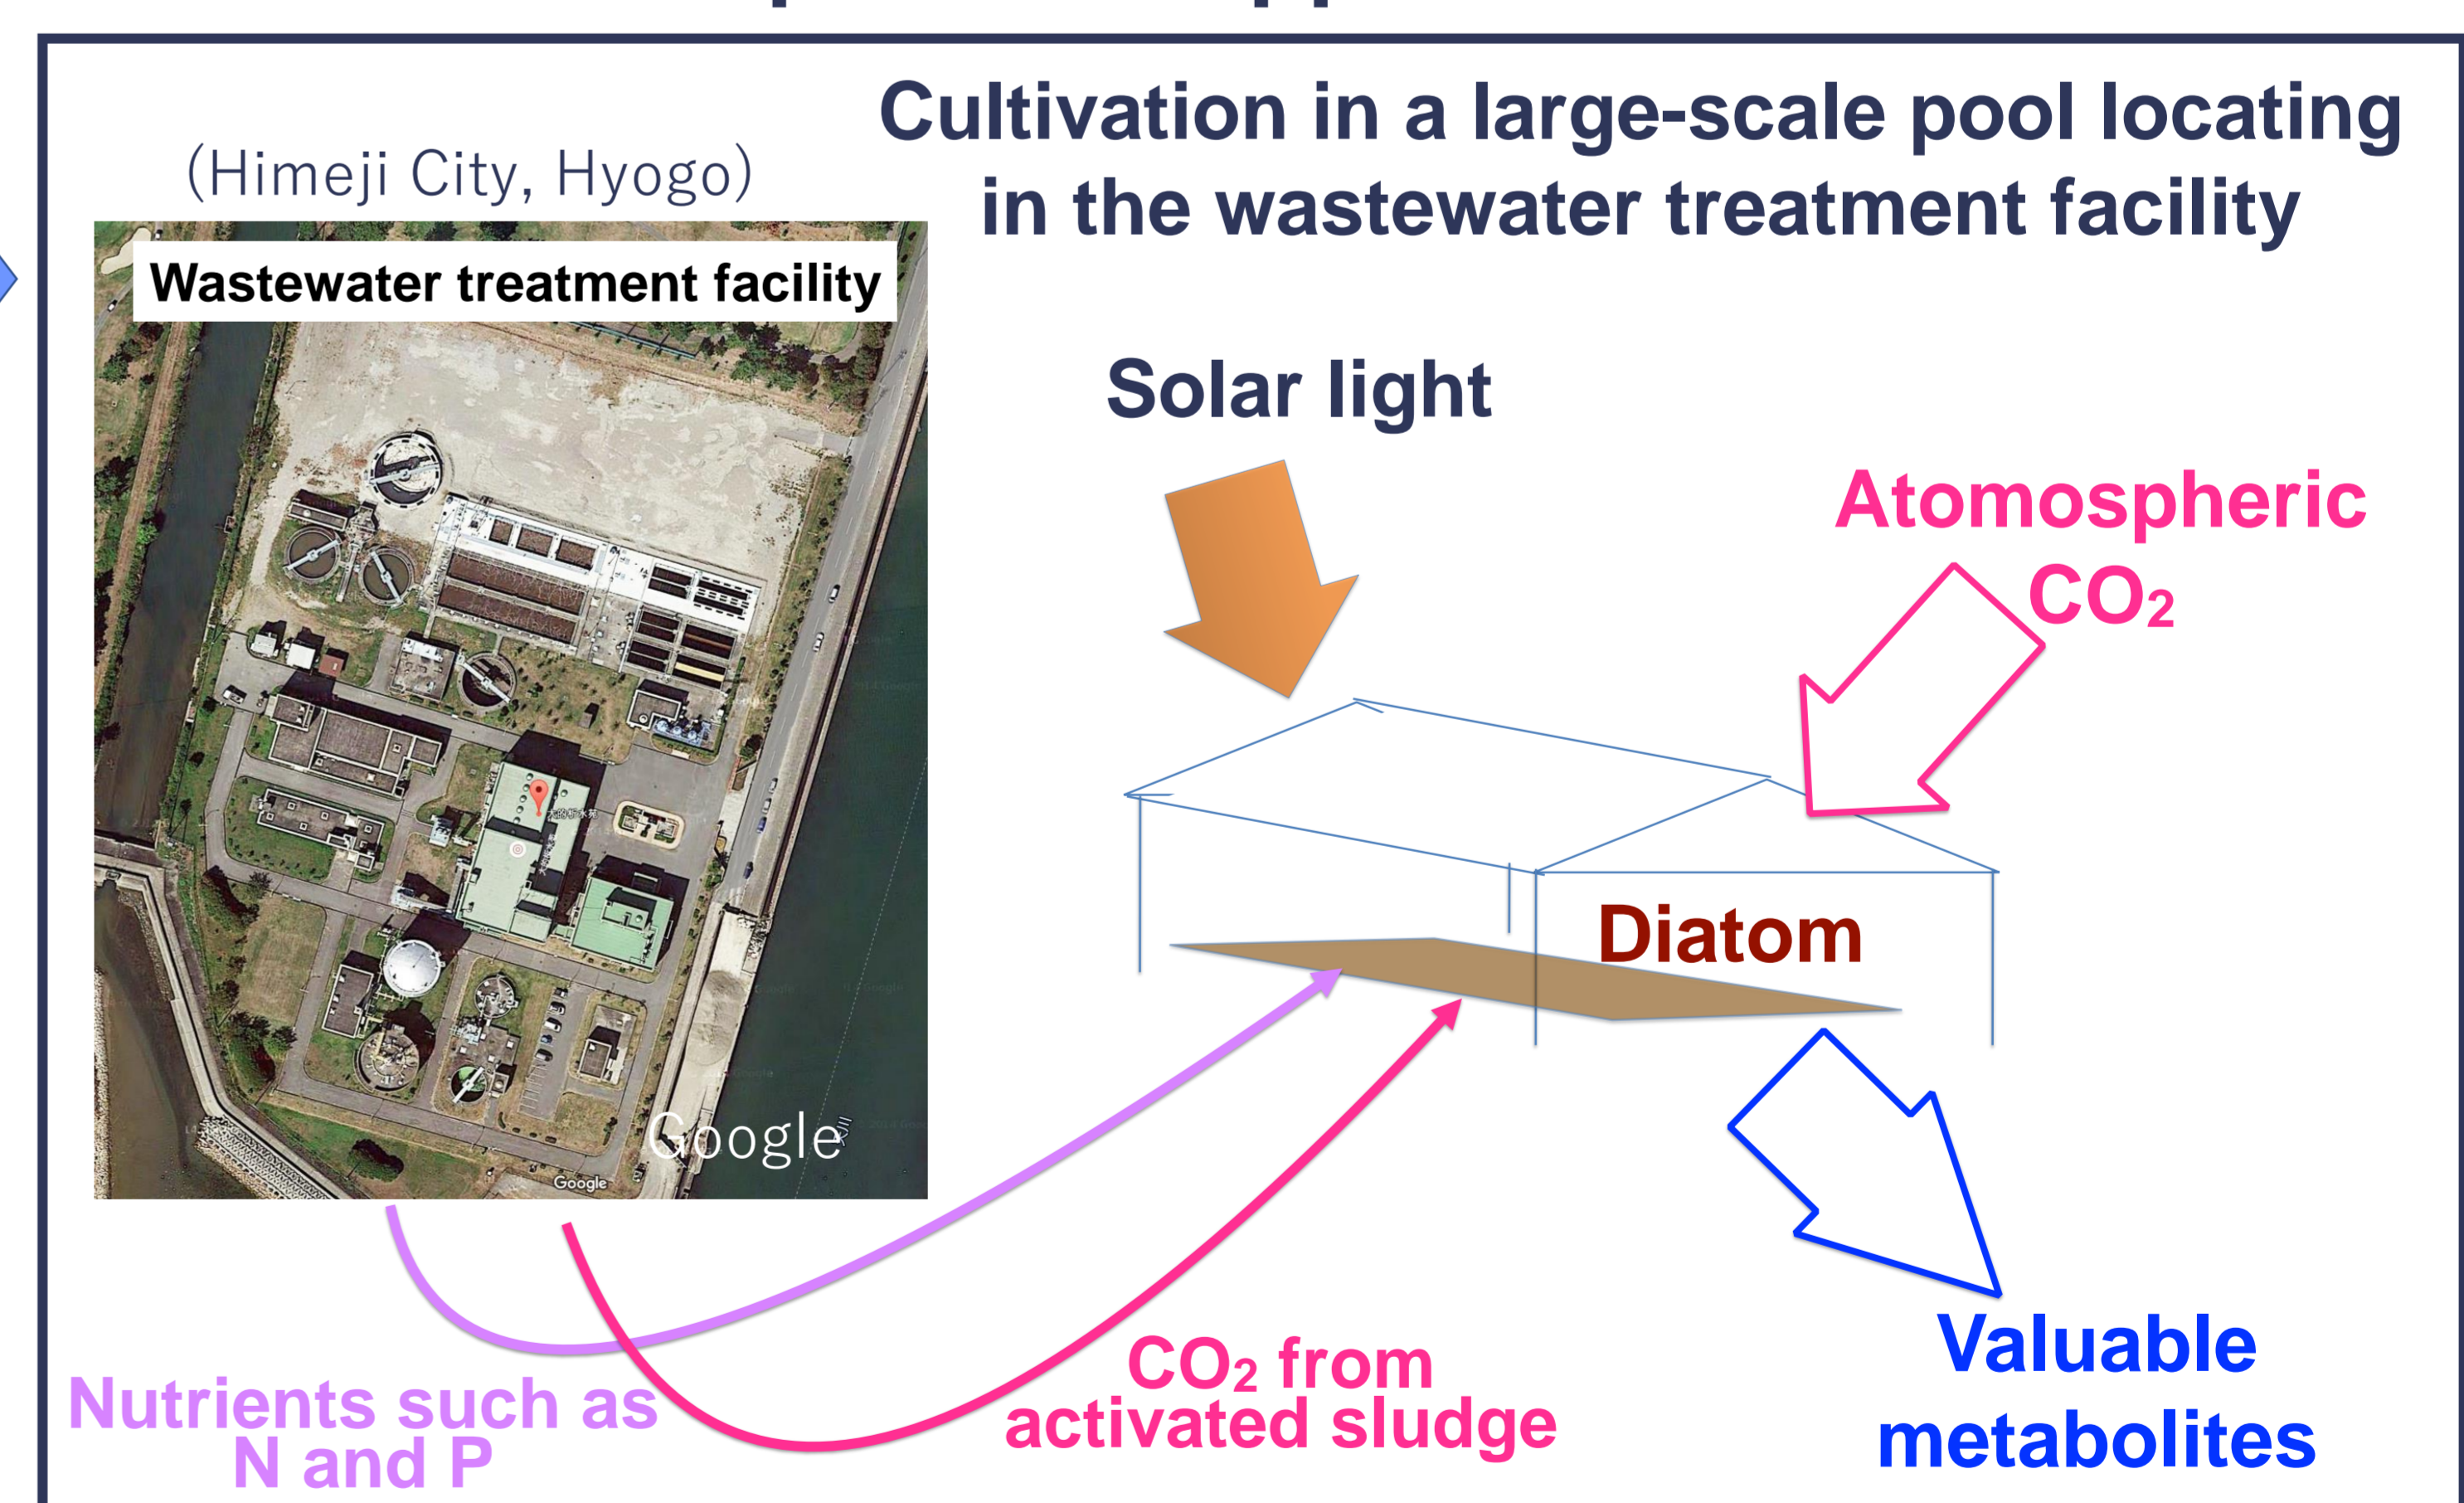 Cultivation in a large-scale pool locating
in the wastewater treatment facility
(Himeji City, Hyogo)
Wastewater treatment facility
Solar light
Atomospheric
CO₂
Diatom
Google
Google
Nutrients such as
N and P
CO₂ from
activated sludge
Valuable
metabolites